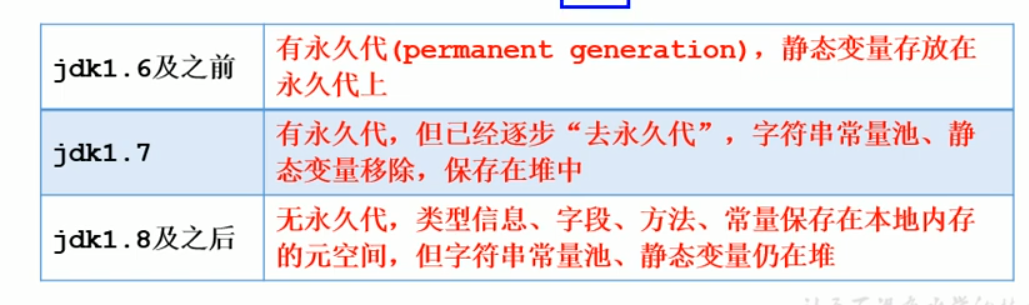 jdk1.6及之前
有永久代(permanent generation)，静态变量存放在
永久代上
jdk1.7
有永久代，但已经逐步“去永久代”，字符串常量池、静
态变量移除，保存在堆中
jdk1.8及之后
无永久代，类型信息、字段、方法、常量保存在本地内存
的元空间，但字符串常量池、静态变量仍在堆